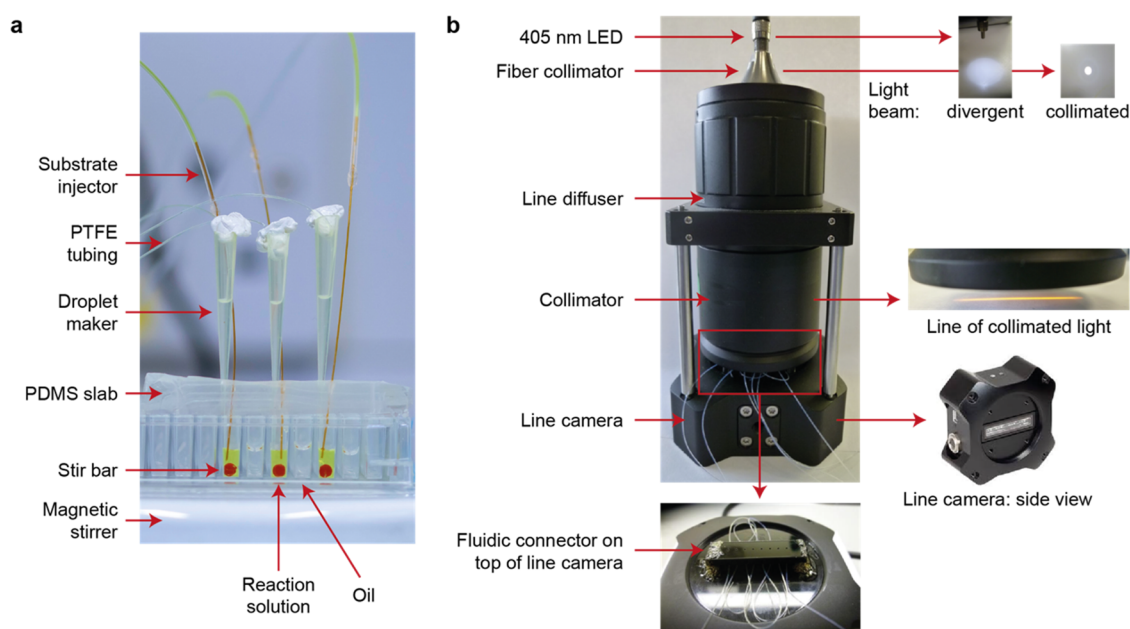 a
Substrate
injector
PTFE
tubing
Droplet
maker
PDMS slab
Stir bar
Magnetic
stirrer
Reaction
solution
Oil
b
405 nm LED
Fiber collimator
Light
beam:
divergent
collimated
Line diffuser
Collimator
Line of collimated light
Line camera
Line camera: side view
Fluidic connector on
top of line camera